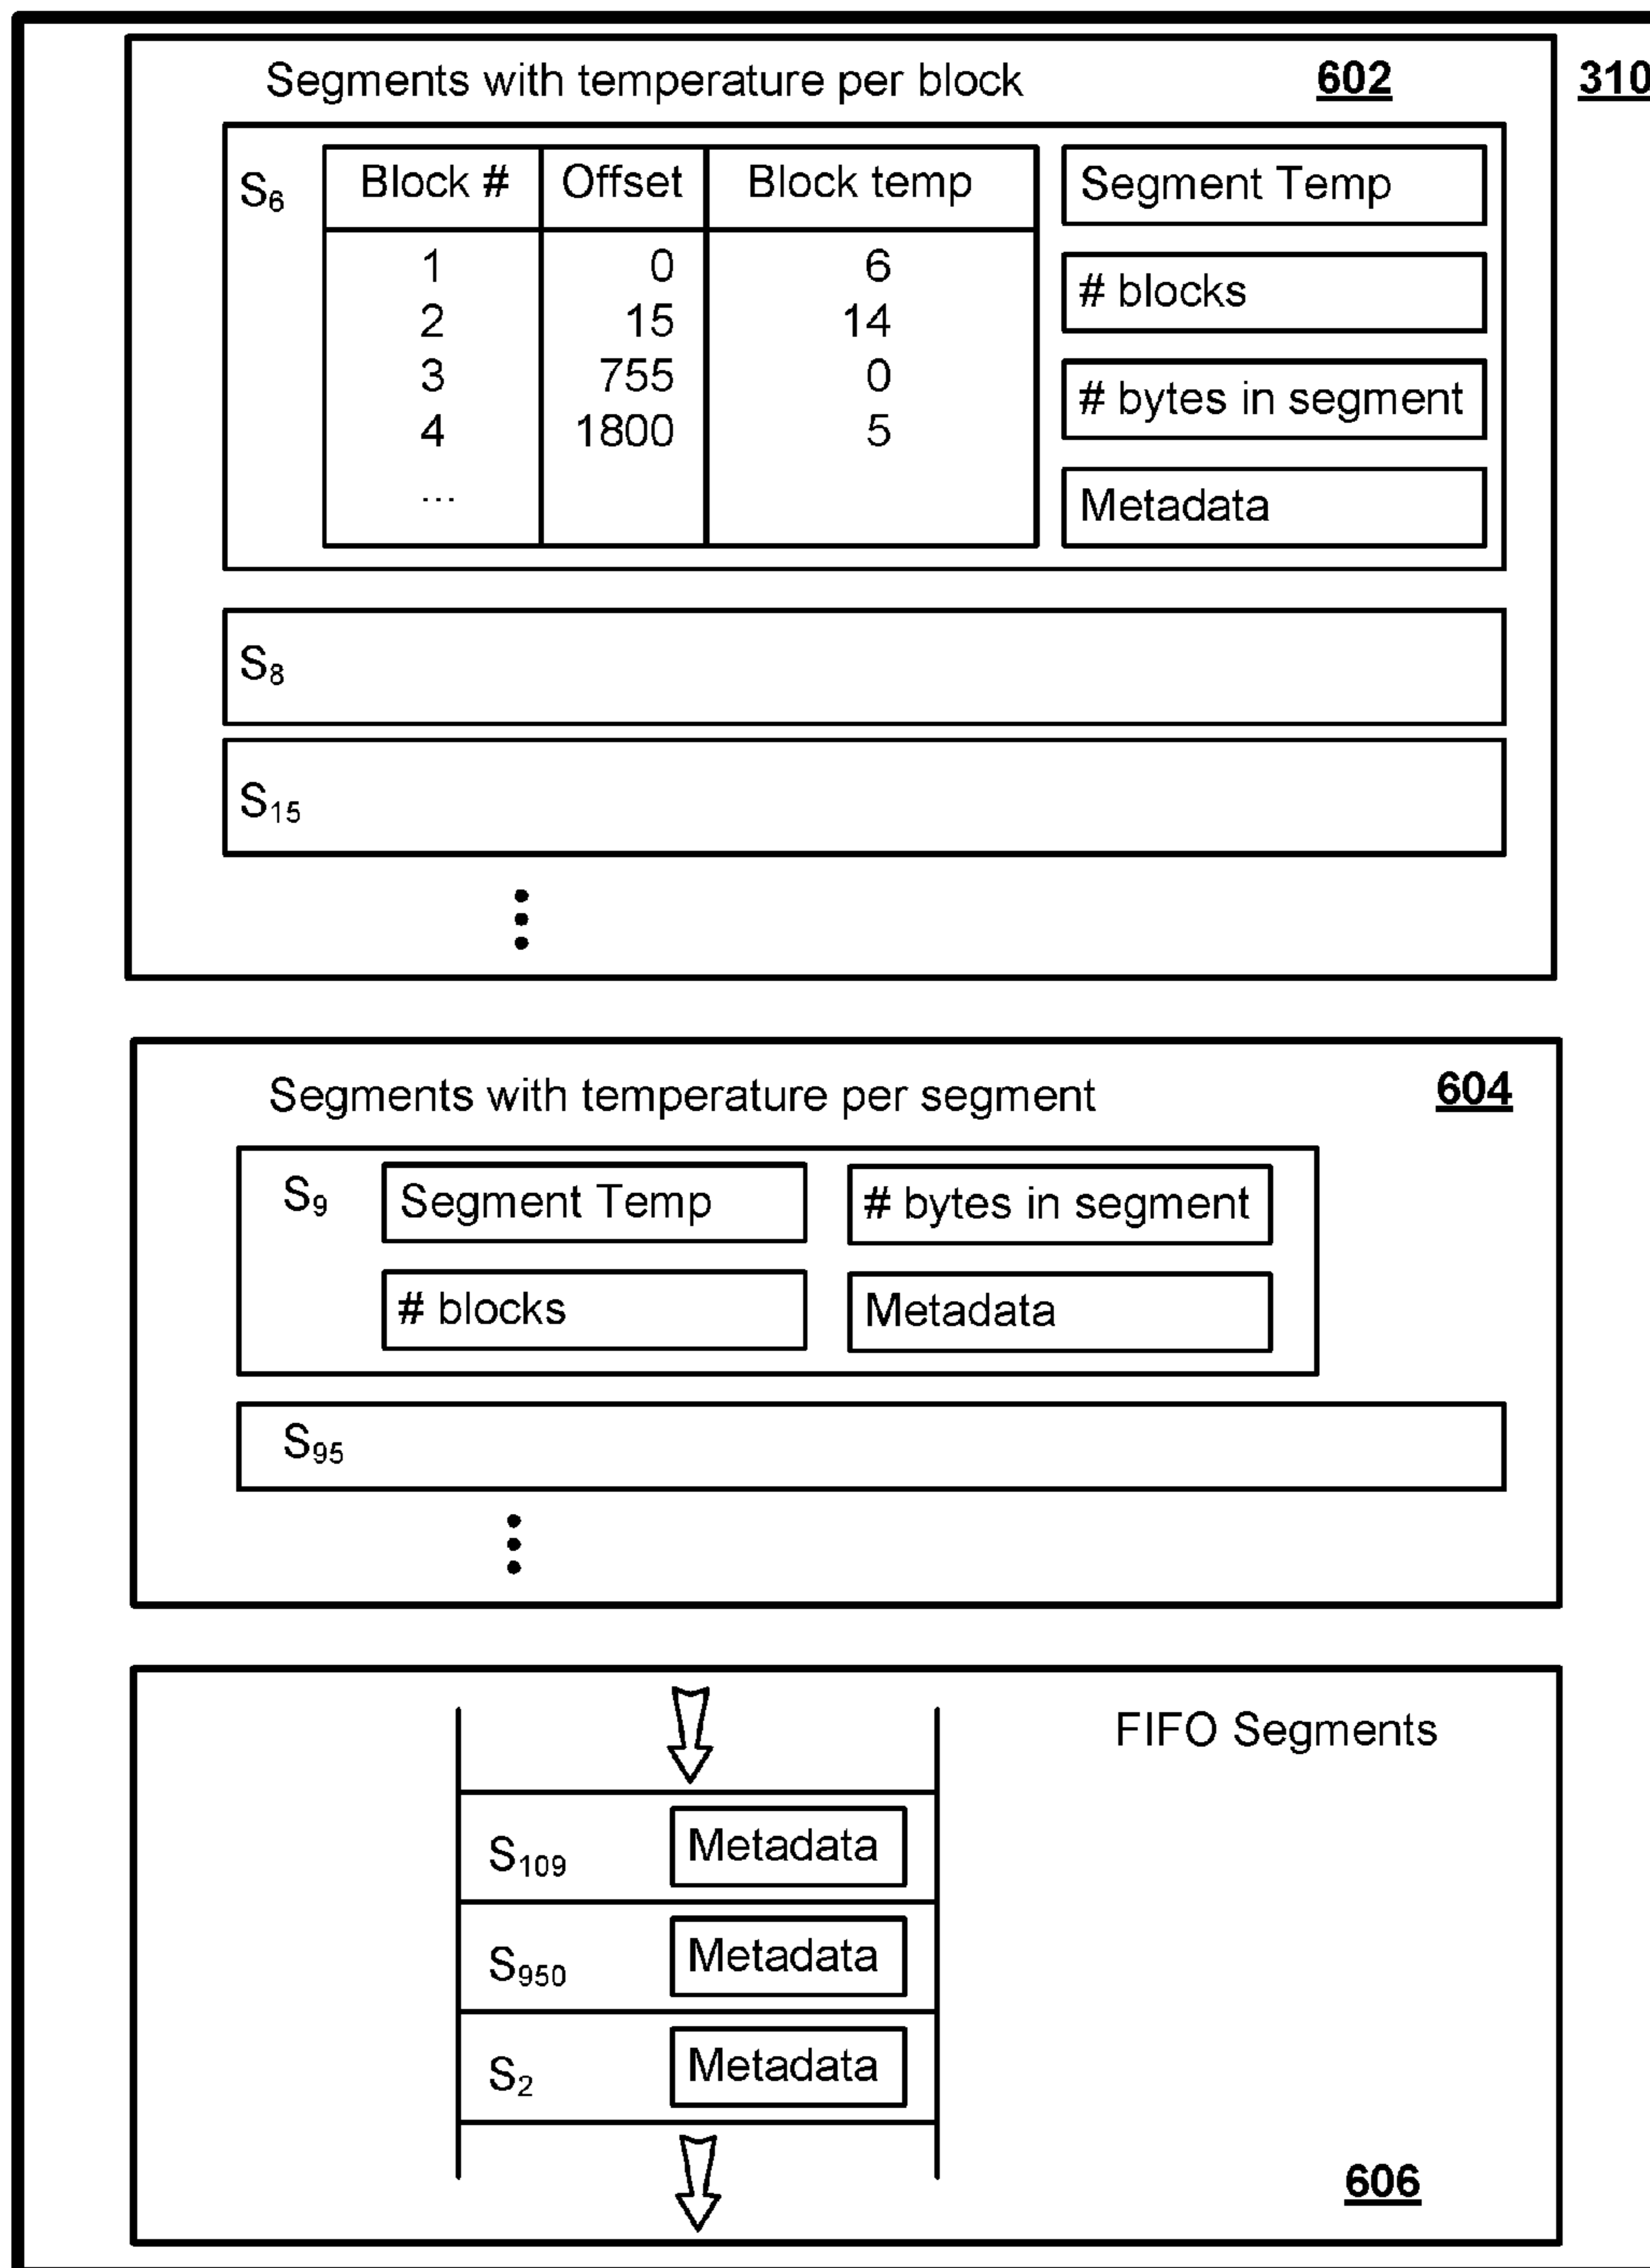 Segments with temperature per block 602 310
S6 Block # Offset Block temp Segment Temp
1 0 6
# blocks
2 15 14
3 755 0
# bytes in segment
4 1800 5
...
Metadata
S8
S15
Segments with temperature per segment 604
S9 Segment Temp # bytes in segment
# blocks Metadata
S95
FIFO Segments
S109 Metadata
S950 Metadata
S2 Metadata
606